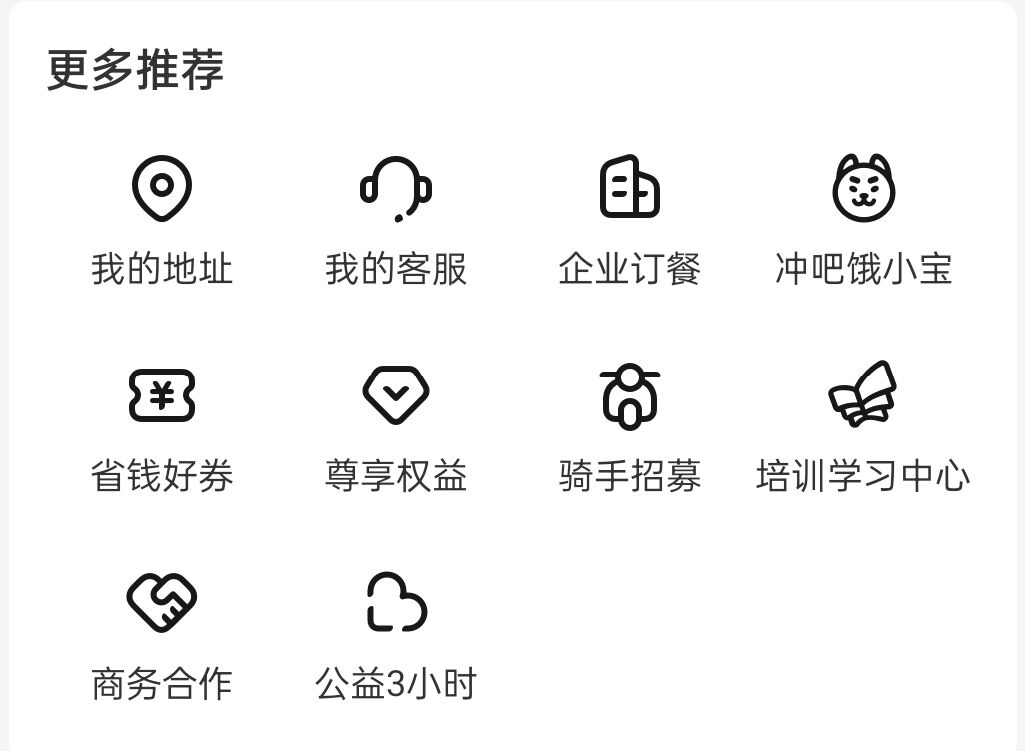 更多推荐
我的地址 我的客服 企业订餐 冲吧饿小宝
省钱好券 尊享权益 骑手招募 培训学习中心
商务合作 公益3小时